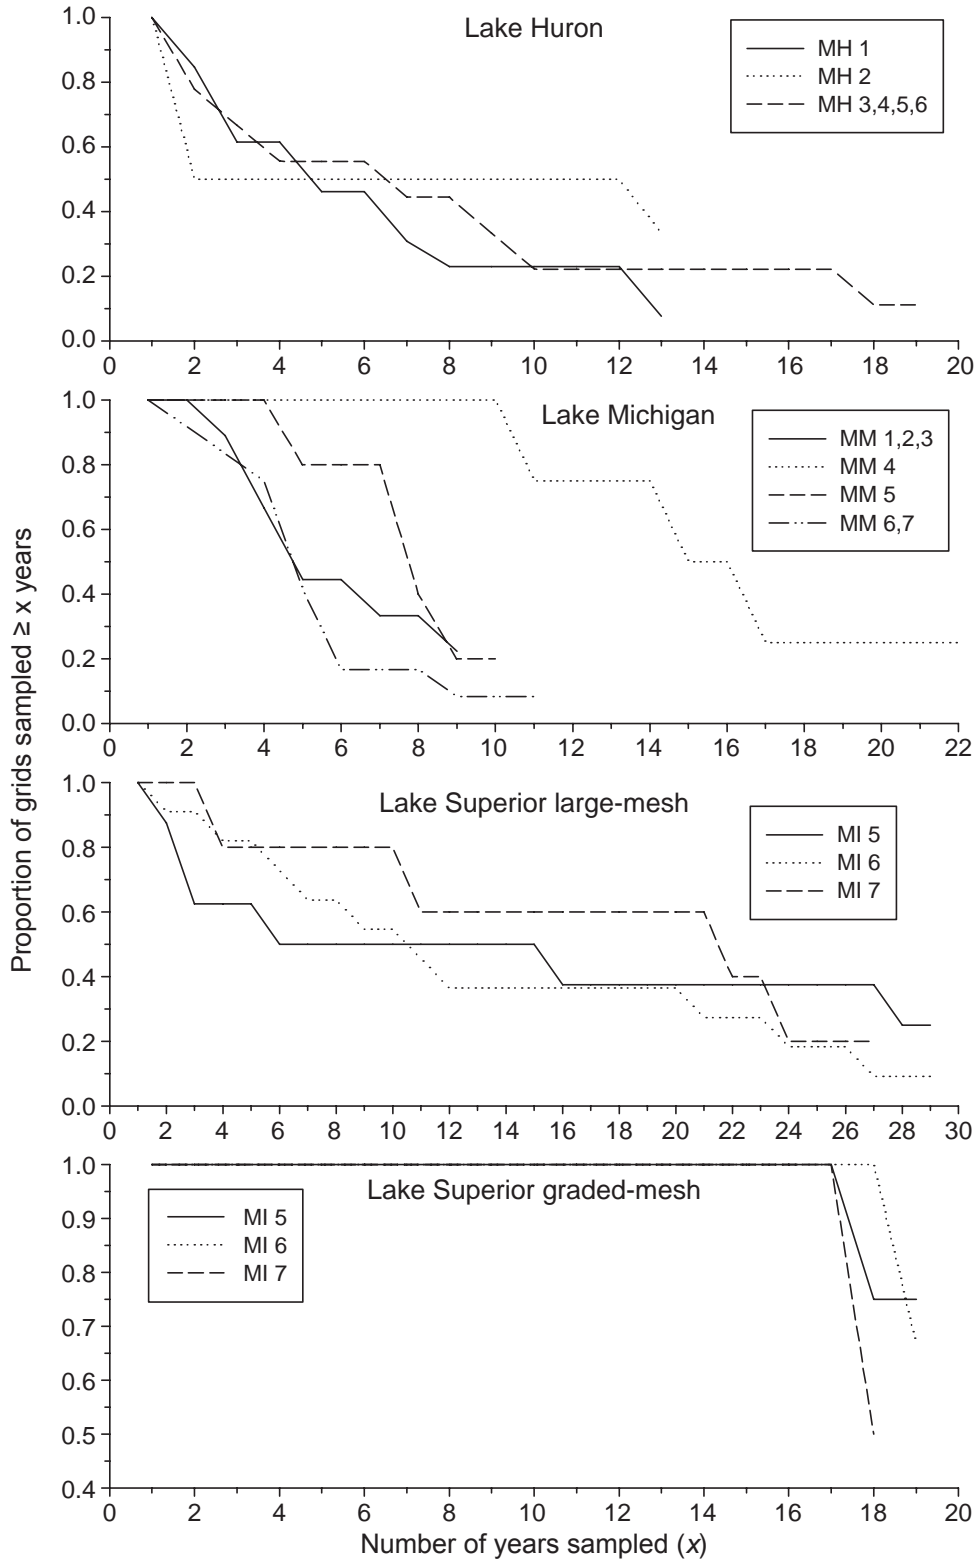 Proportion of grids sampled ≥ x years
Lake Huron
MH 1
MH 2
MH 3,4,5,6
1.0
0.8
0.6
0.4
0.2
0.0
0 2 4 6 8 10 12 14 16 18 20
Lake Michigan
MM 1,2,3
MM 4
MM 5
MM 6,7
1.0
0.8
0.6
0.4
0.2
0.0
0 2 4 6 8 10 12 14 16 18 20 22
Lake Superior large-mesh
MI 5
MI 6
MI 7
1.0
0.8
0.6
0.4
0.2
0.0
0 2 4 6 8 10 12 14 16 18 20 22 24 26 28 30
Lake Superior graded-mesh
MI 5
MI 6
MI 7
1.0
0.9
0.8
0.7
0.6
0.5
0.4
0 2 4 6 8 10 12 14 16 18 20
Number of years sampled (x)